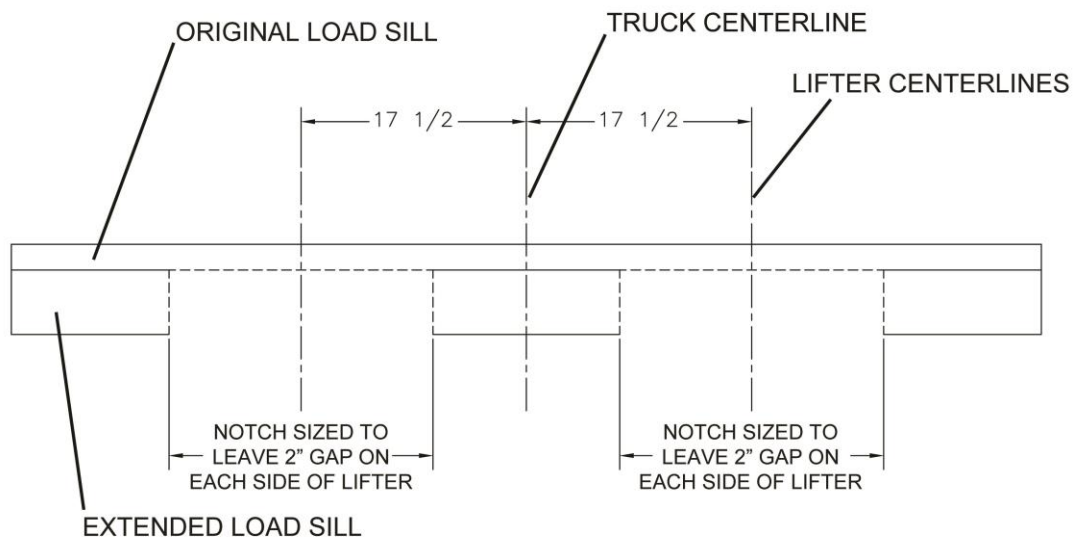 ORIGINAL LOAD SILL
TRUCK CENTERLINE
LIFTER CENTERLINES
17 1/2
17 1/2
NOTCH SIZED TO
LEAVE 2” GAP ON
EACH SIDE OF LIFTER
NOTCH SIZED TO
LEAVE 2” GAP ON
EACH SIDE OF LIFTER
EXTENDED LOAD SILL